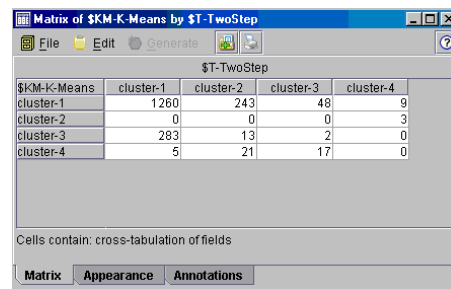 Matrix of $KM-K-Means by $T-TwoStep
File Edit Generate ?
$T-TwoStep
$KM-K-Means cluster-1 cluster-2 cluster-3 cluster-4
cluster-1 1260 243 48 9
cluster-2 0 0 0 3
cluster-3 283 13 2 0
cluster-4 5 21 17 0
Cells contain: cross-tabulation of fields
Matrix Appearance Annotations